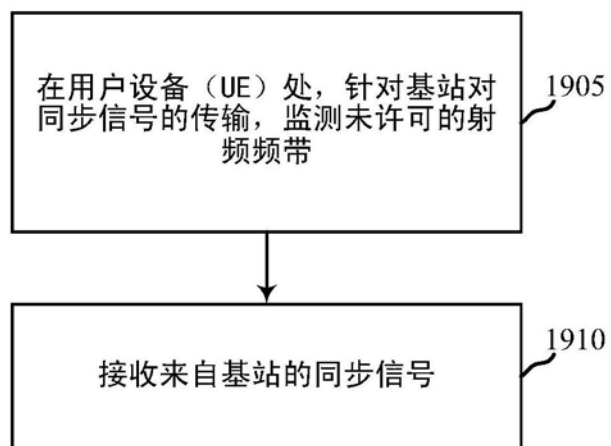 在用户设备（UE）处，针对基站对
同步信号的传输，监测未许可的射
频频带
1905
接收来自基站的同步信号
1910